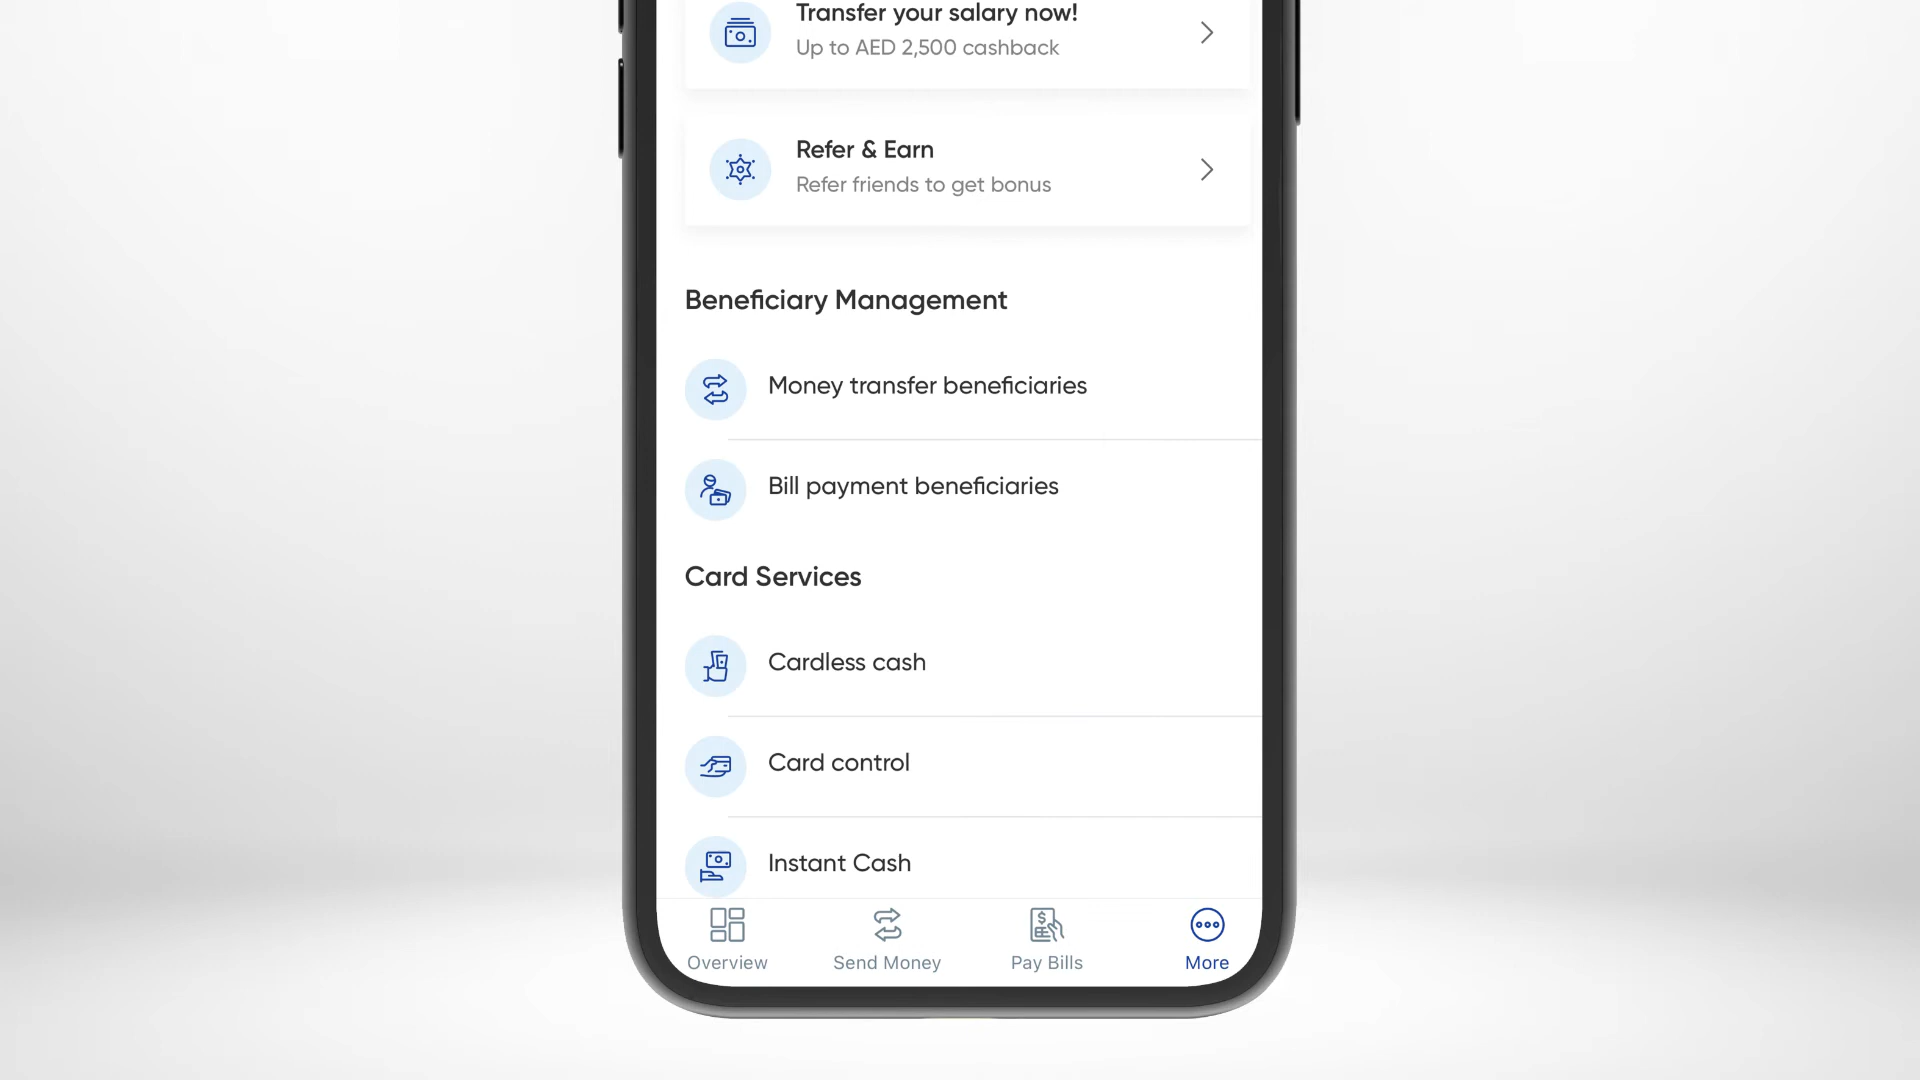 Transfer your salary now!
Up to AED 2,500 cashback
Refer & Earn
Refer friends to get bonus
Beneficiary Management
Money transfer beneficiaries
Bill payment beneficiaries
Card Services
Cardless cash
Card control
Instant Cash
Overview
Send Money
Pay Bills
More